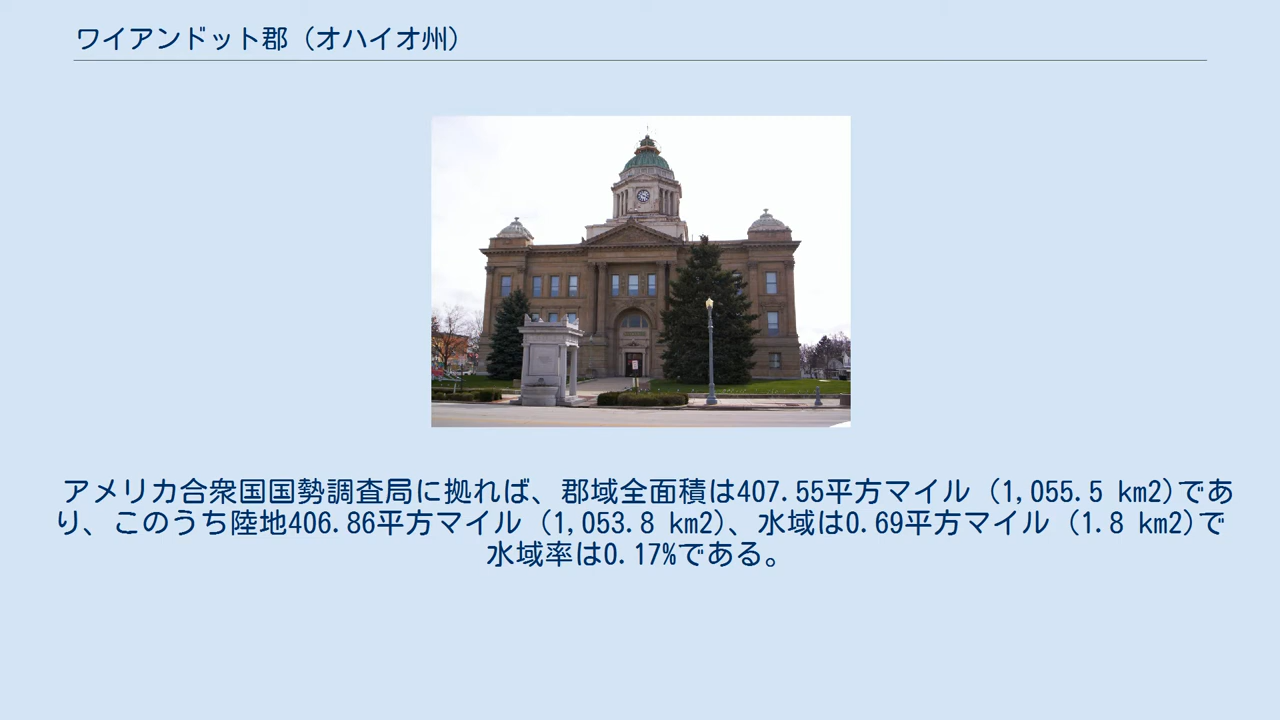 ワイアンドット郡（オハイオ州）
アメリカ合衆国国勢調査局に拠れば、郡域全面積は407.55平方マイル (1,055.5 km2)であ
り、このうち陸地406.86平方マイル (1,053.8 km2)、水域は0.69平方マイル (1.8 km2)で
水域率は0.17%である。